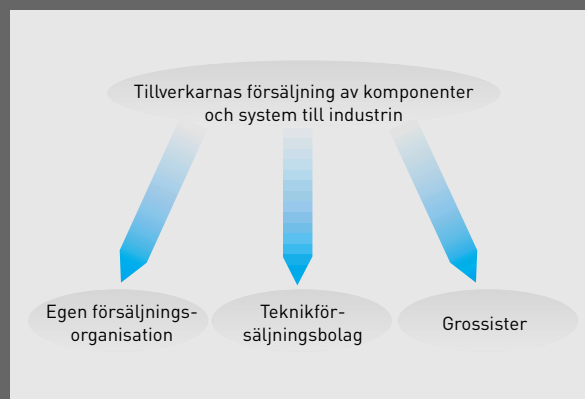 Tillverkarnas försäljning av komponenter
och system till industrin
Egen försäljnings-
organisation
Teknikför-
säljningsbolag
Grossister